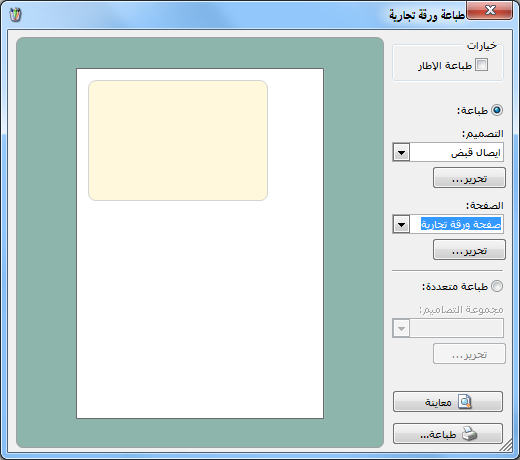 طباعة ورقة تجارية
خيارات
طباعة الإطار
طباعة:
التصميم:
ايصال قبض
تحرير...
الصفحة:
صفحة ورقة تجارية
تحرير...
طباعة متعددة:
مجموعة التصاميم:
تحرير...
معاينة
طباعة...